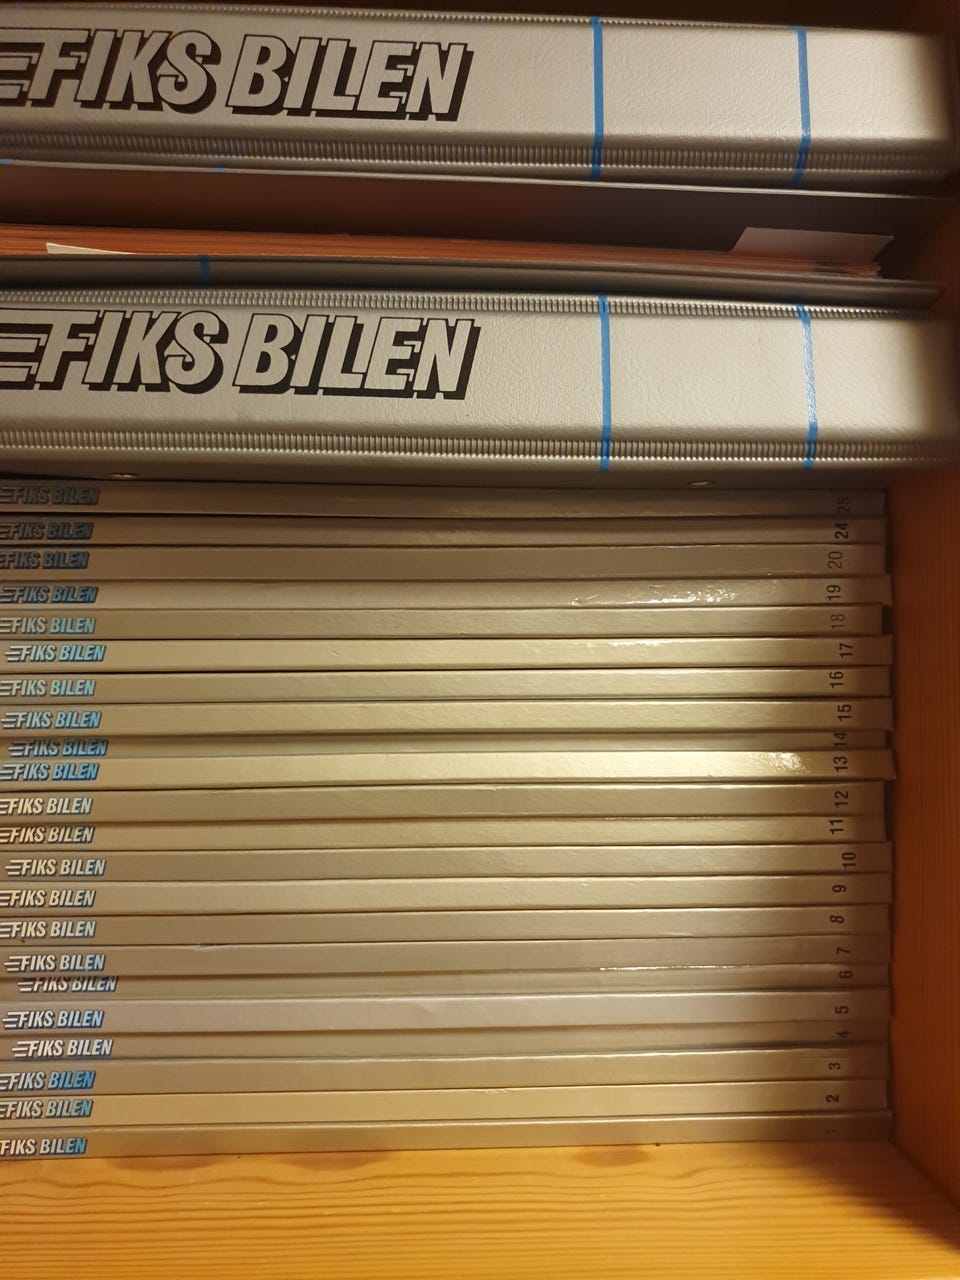 FIKS BILEN
FIKS BILEN
FIKS BILEN 25
FIKS BILEN 24
FIKS BILEN 20
FIKS BILEN 19
FIKS BILEN 18
FIKS BILEN 17
FIKS BILEN 16
FIKS BILEN 15
FIKS BILEN 14
FIKS BILEN 13
FIKS BILEN 12
FIKS BILEN 11
FIKS BILEN 10
FIKS BILEN 9
FIKS BILEN 8
FIKS BILEN 7
FIKS BILEN 6
FIKS BILEN 5
FIKS BILEN 4
FIKS BILEN 3
FIKS BILEN 2
FIKS BILEN 1